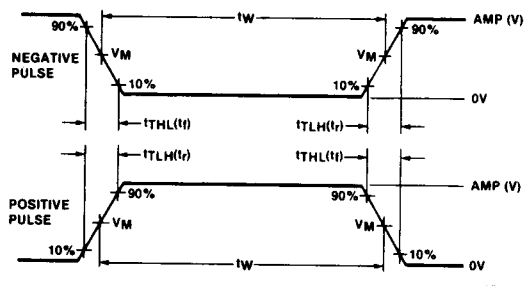 tW
AMP (V)
90%
90%
NEGATIVE
PULSE
VM
VM
10%
10%
0V
tTHL(tf)
tTLH(tr)
tTLH(tr)
tTHL(tf)
90%
90%
AMP (V)
POSITIVE
PULSE
VM
VM
10%
10%
tW
0V